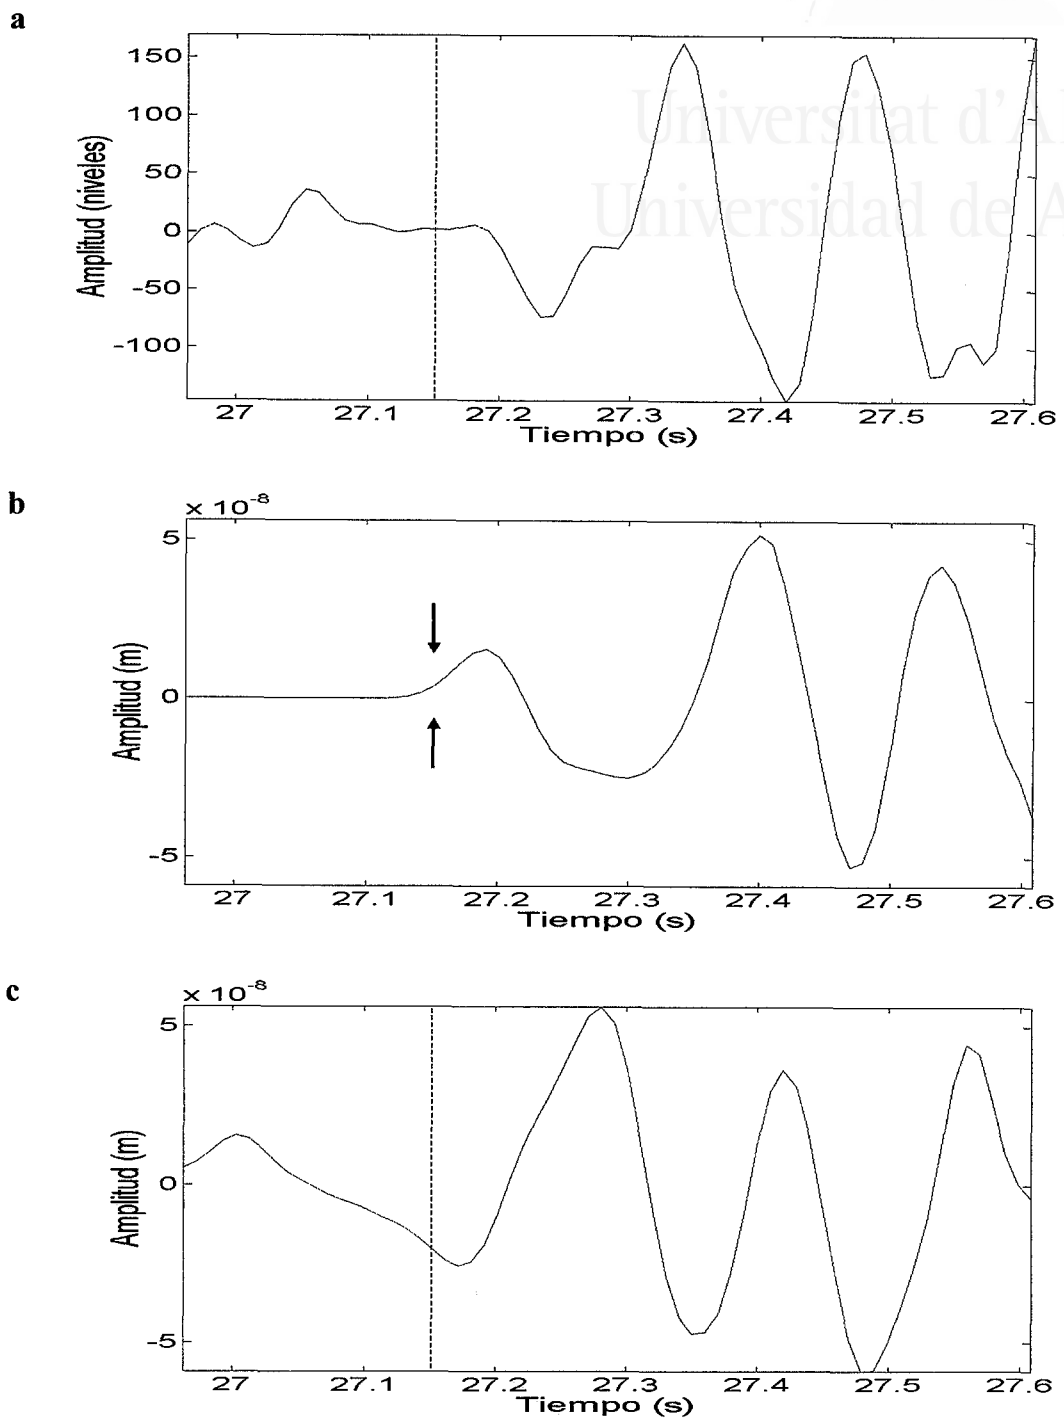 a
150
100
50
0
-50
-100
Amplitud (niveles)
27 27.1 27.2 27.3 27.4 27.5 27.6
Tiempo (s)
Universitat d'A
Universidad de A
b
x 10-8
5
0
-5
Amplitud (m)
27 27.1 27.2 27.3 27.4 27.5 27.6
Tiempo (s)
c
x 10-8
5
0
-5
Amplitud (m)
27 27.1 27.2 27.3 27.4 27.5 27.6
Tiempo (s)